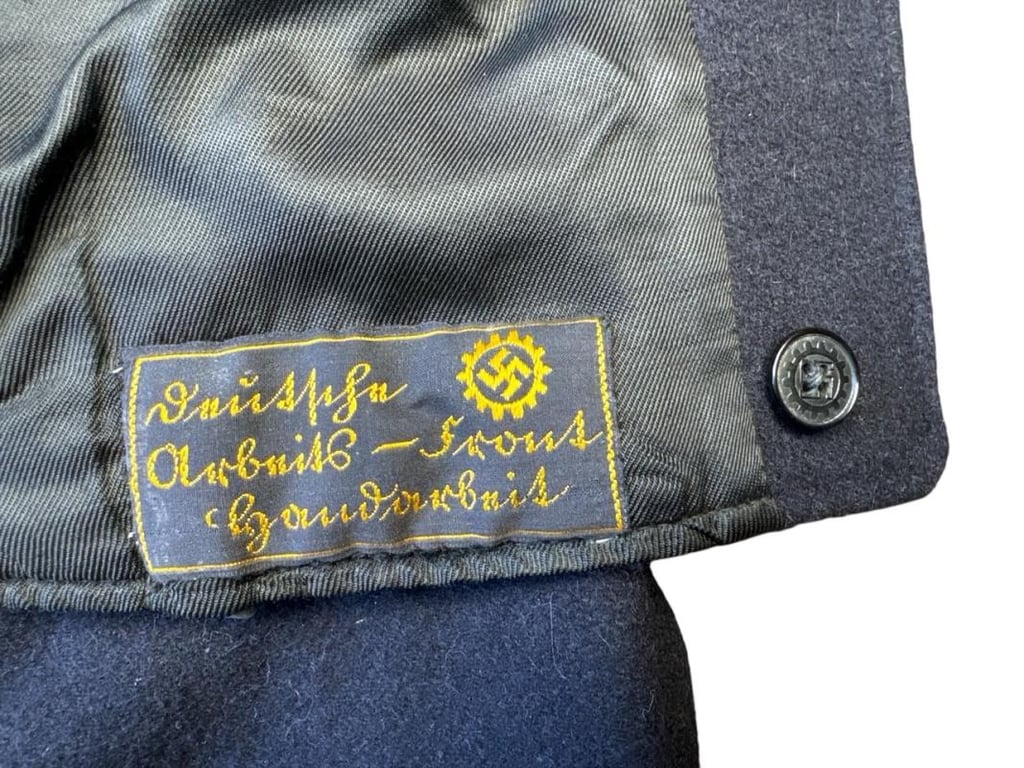 Deutsche
Arbeits – Front
Handarbeit